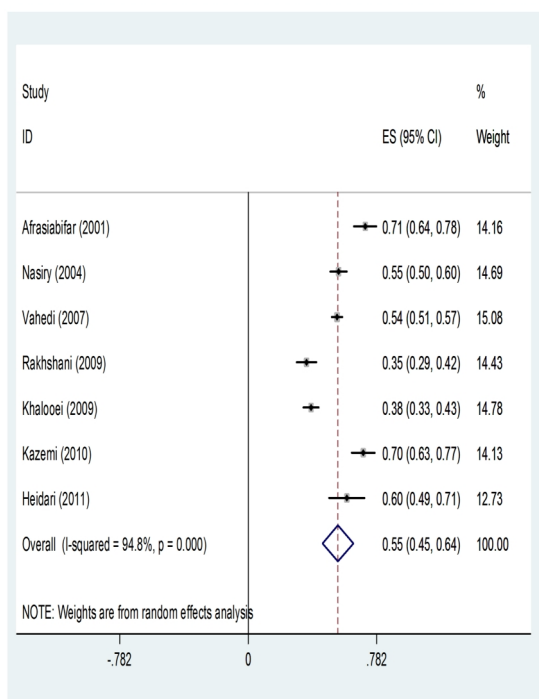 Study %
ID ES (95% CI) Weight
Afrasiabifar (2001) 0.71 (0.64, 0.78) 14.16
Nasiry (2004) 0.55 (0.50, 0.60) 14.69
Vahedi (2007) 0.54 (0.51, 0.57) 15.08
Rakhshani (2009) 0.35 (0.29, 0.42) 14.43
Khalooei (2009) 0.38 (0.33, 0.43) 14.78
Kazemi (2010) 0.70 (0.63, 0.77) 14.13
Heidari (2011) 0.60 (0.49, 0.71) 12.73
Overall (I-squared = 94.8%, p = 0.000) 0.55 (0.45, 0.64) 100.00
NOTE: Weights are from random effects analysis
-.782 0 .782